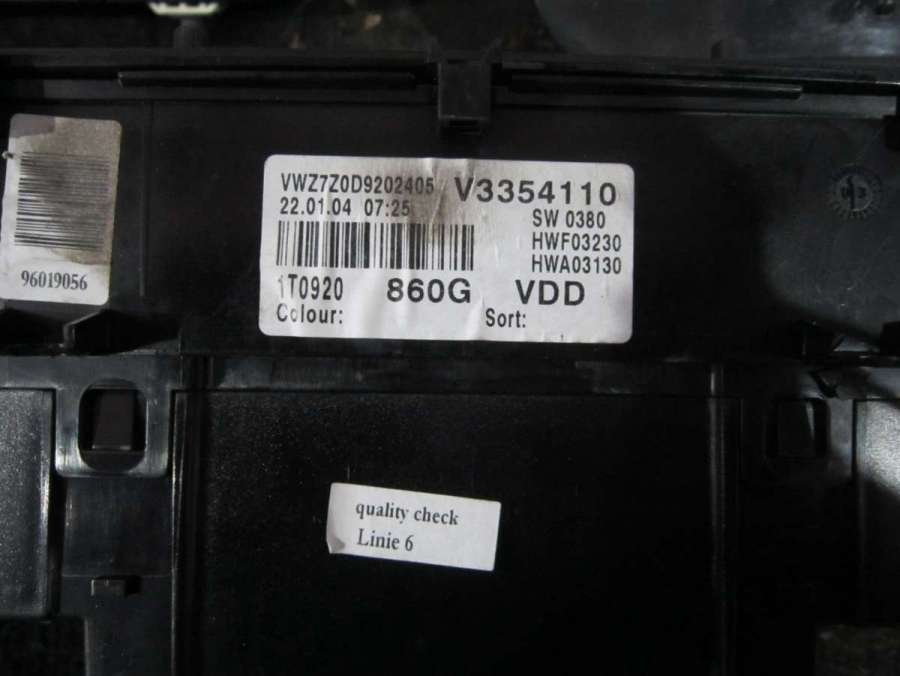 VWZ7Z0D9202405 V3354110
22.01.04 07:25 SW 0380
HWF03230
HWA03130
1T0920 860G VDD
Colour: Sort:
96019056
quality check
Linie 6